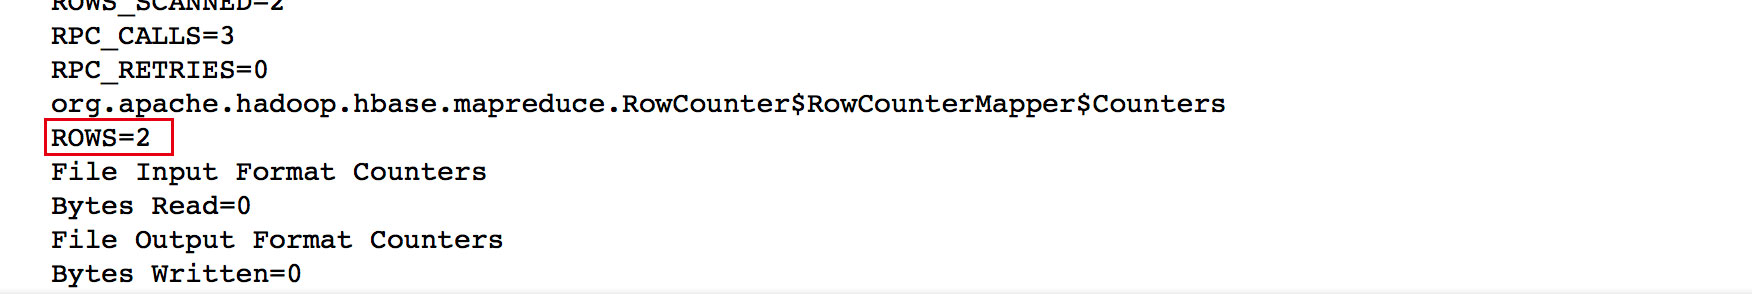 ROWS_SCANNED=2
RPC_CALLS=3
RPC_RETRIES=0
org.apache.hadoop.hbase.mapreduce.RowCounter$RowCounterMapper$Counters
ROWS=2
File Input Format Counters
Bytes Read=0
File Output Format Counters
Bytes Written=0